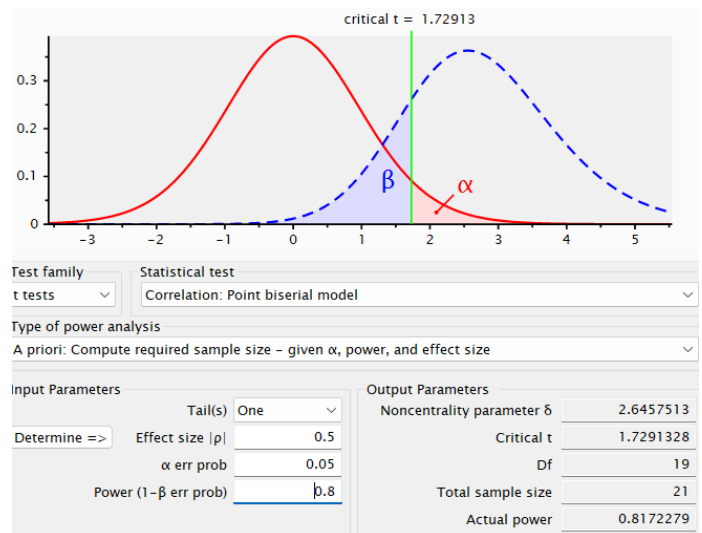 critical t = 1.72913
0.3
0.2
0.1
0
β
α
-3 -2 -1 0 1 2 3 4 5
Test family Statistical test
t tests Correlation: Point biserial model
Type of power analysis
A priori: Compute required sample size - given α, power, and effect size
Input Parameters Output Parameters
Tail(s) One Noncentrality parameter δ 2.6457513
Determine => Effect size |ρ| 0.5 Critical t 1.7291328
α err prob 0.05 Df 19
Power (1-β err prob) 0.8 Total sample size 21
Actual power 0.8172279